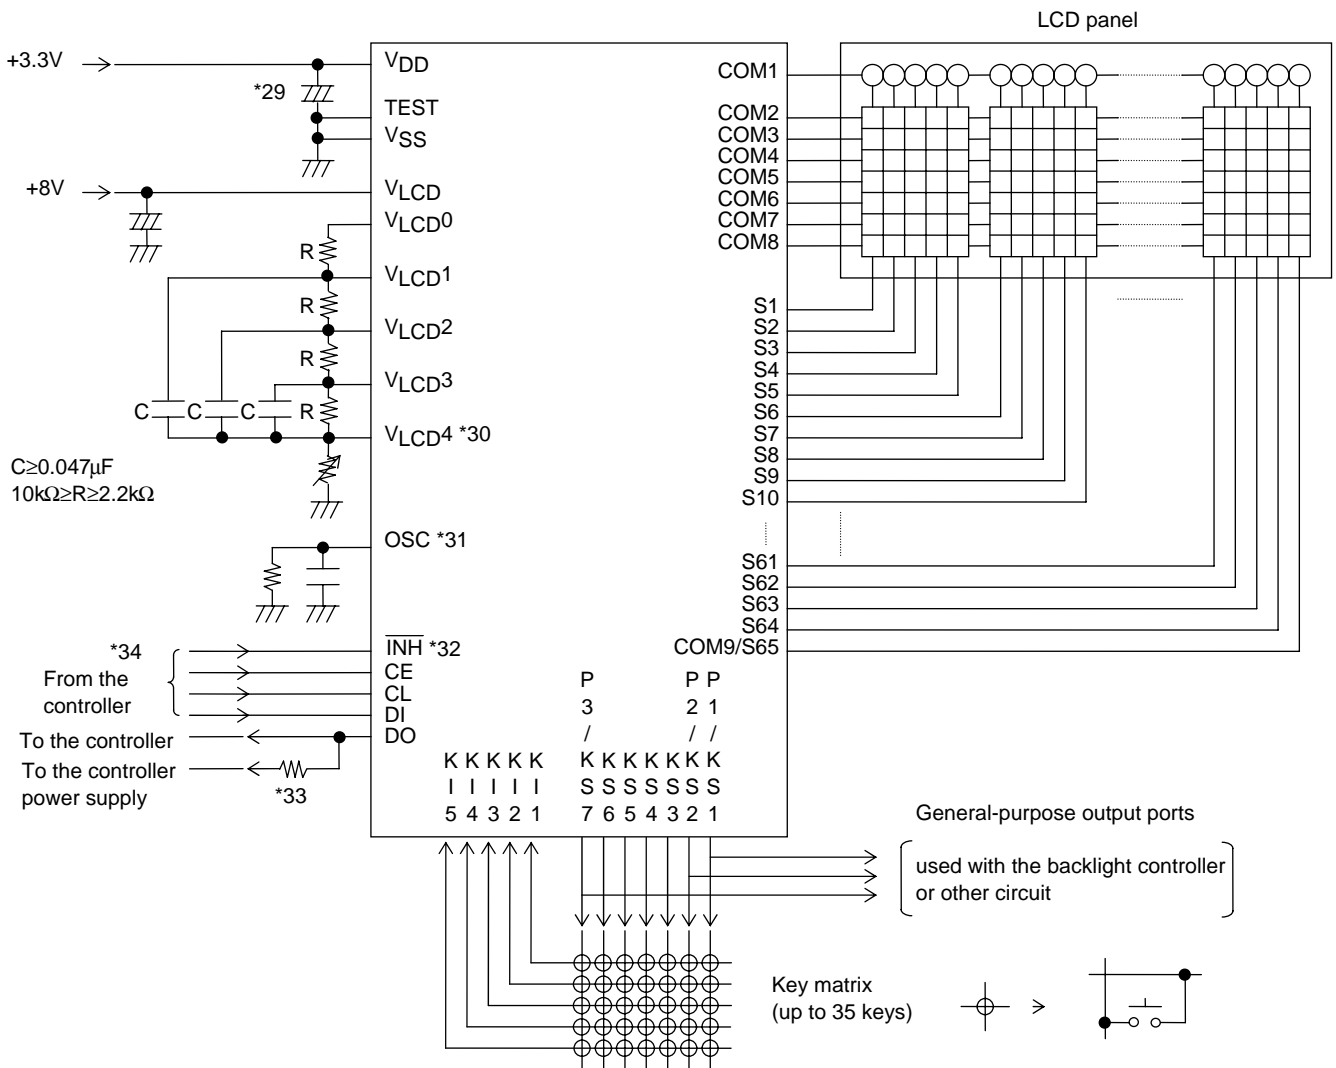 LCD panel
+3.3V
VDD
*29
TEST
VSS
+8V
VLCD
VLCD0
R
VLCD1
R
VLCD2
R
VLCD3
C
C
C
R
VLCD4 *30
C≥0.047μF
10kΩ≥R≥2.2kΩ
OSC *31
*34
INH *32
From the
controller
CE
CL
DI
To the controller
DO
To the controller
power supply
*33
COM1
COM2
COM3
COM4
COM5
COM6
COM7
COM8
S1
S2
S3
S4
S5
S6
S7
S8
S9
S10
S61
S62
S63
S64
COM9/S65
KI5
KI4
KI3
KI2
KI1
P3/KS7
KS6
KS5
KS4
KS3
P2/KS2
P1/KS1
General-purpose output ports
used with the backlight controller
or other circuit
Key matrix
(up to 35 keys)